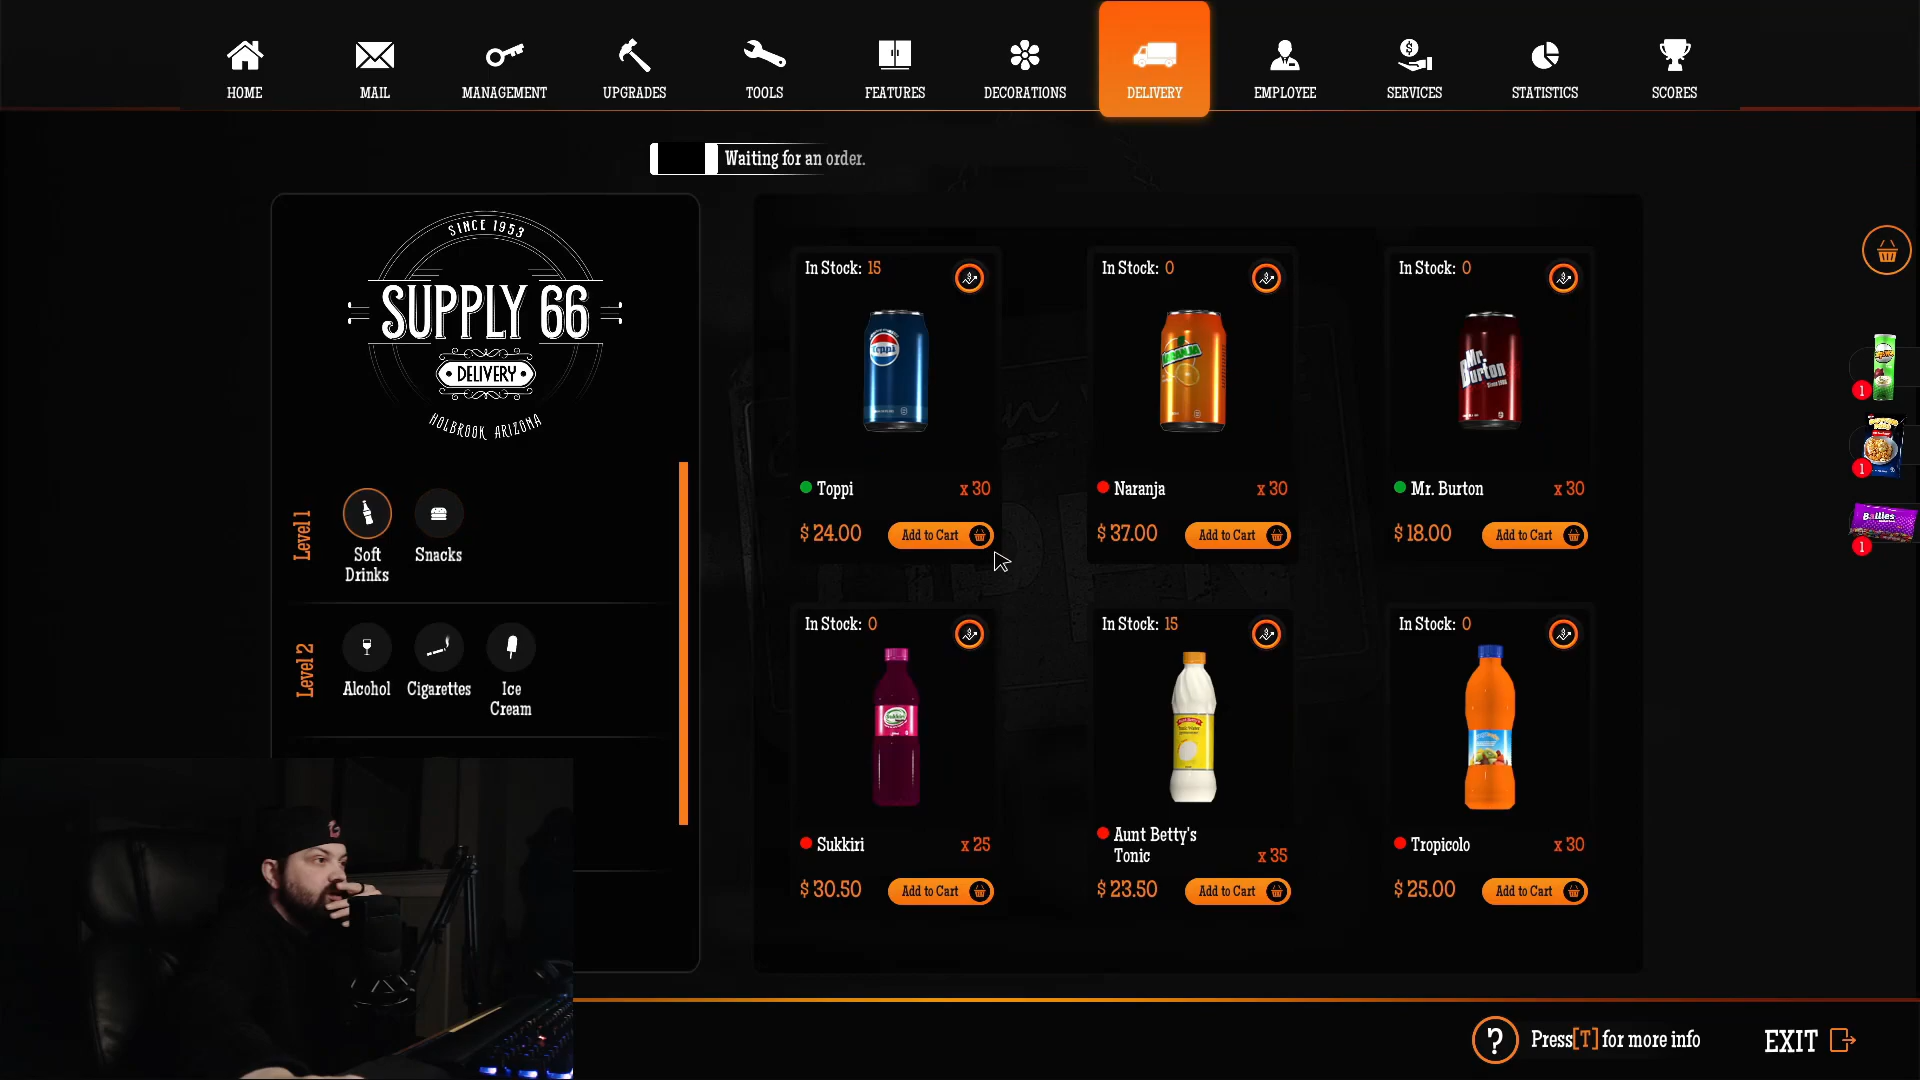 HOME
MAIL
MANAGEMENT
UPGRADES
TOOLS
FEATURES
DECORATIONS
DELIVERY
EMPLOYEE
SERVICES
STATISTICS
SCORES
Waiting for an order.
SINCE 1953
SUPPLY 66
DELIVERY
HOLBROOK ARIZONA
Level 1
Soft
Drinks
Snacks
Level 2
Alcohol
Cigarettes
Ice
Cream
In Stock: 15
Toppi
Toppi
x 30
$ 24.00
Add to Cart
In Stock: 0
Naranja
x 30
$ 37.00
Add to Cart
In Stock: 0
Mr.
Burton
Mr. Burton
x 30
$ 18.00
Add to Cart
In Stock: 0
Sukkiri
Sukkiri
x 25
$ 30.50
Add to Cart
In Stock: 15
Aunt Betty's
Tonic
x 35
$ 23.50
Add to Cart
In Stock: 0
Tropicolo
x 30
$ 25.00
Add to Cart
1
1
1
Press [T] for more info
EXIT